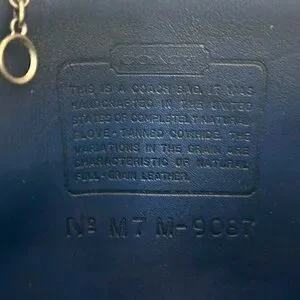 COACH
THIS IS A COACH BAG. IT WAS
HANDCRAFTED IN THE UNITED
STATES OF COMPLETELY NATURAL
GLOVE-TANNED COWHIDE. THE
VARIATIONS IN THE GRAIN ARE
CHARACTERISTIC OF NATURAL
FULL-GRAIN LEATHER.
Nº M7M-9087